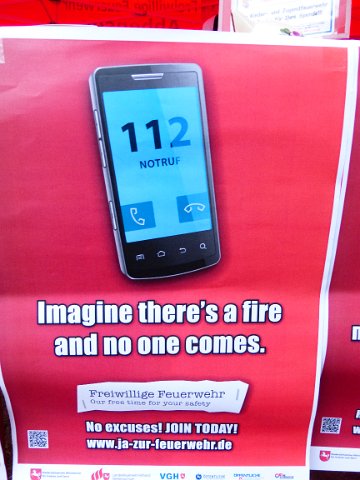 112
NOTRUF
Imagine there's a fire
and no one comes.
Freiwillige Feuerwehr
Our free time for your safety
No excuses! JOIN TODAY!
www.ja-zur-feuerwehr.de
VGH